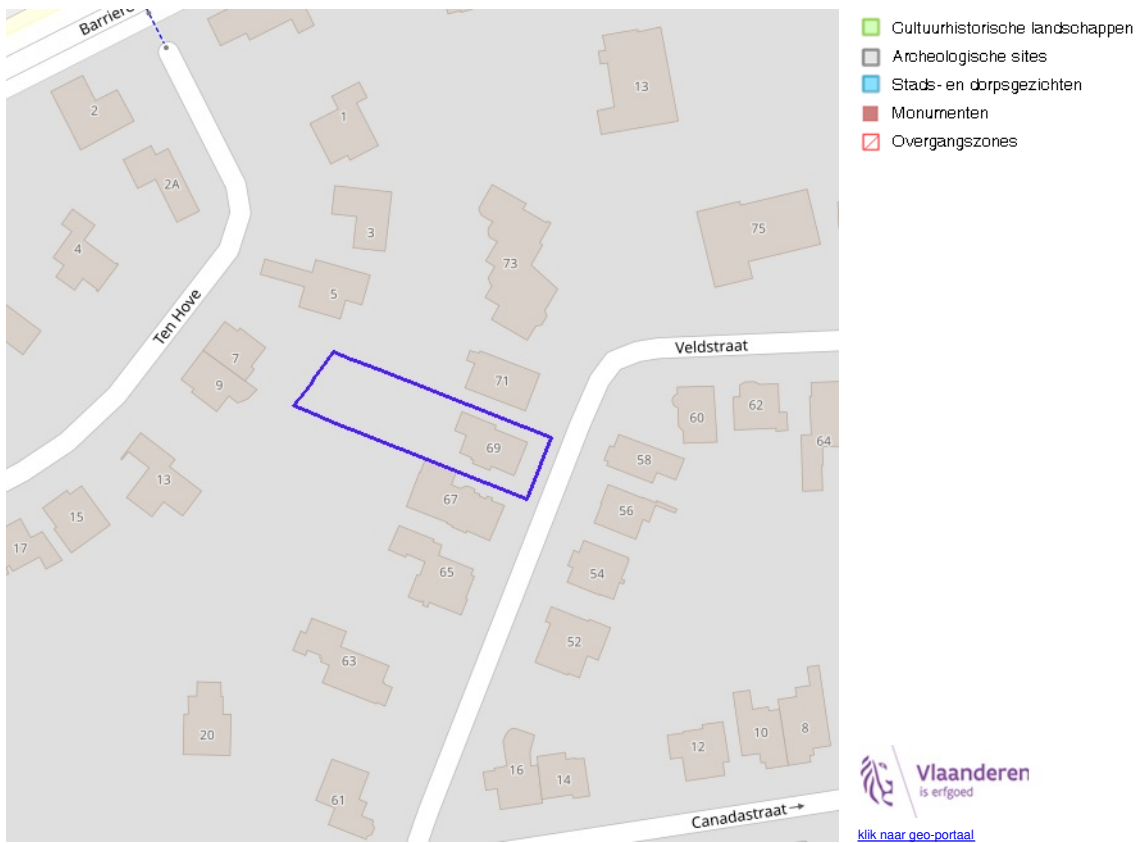 Barriere
2
1
13
2A
3
4
75
73
5
Ten Hove
7
Veldstraat
9
71
60
62
64
69
58
13
67
56
15
17
65
54
52
63
20
12
10
8
16
14
61
Canadastraat →
Cultuurhistorische landschappen
Archeologische sites
Stads- en dorpsgezichten
Monumenten
Overgangszones
Vlaanderen
is erfgoed
klik naar geo-portaal